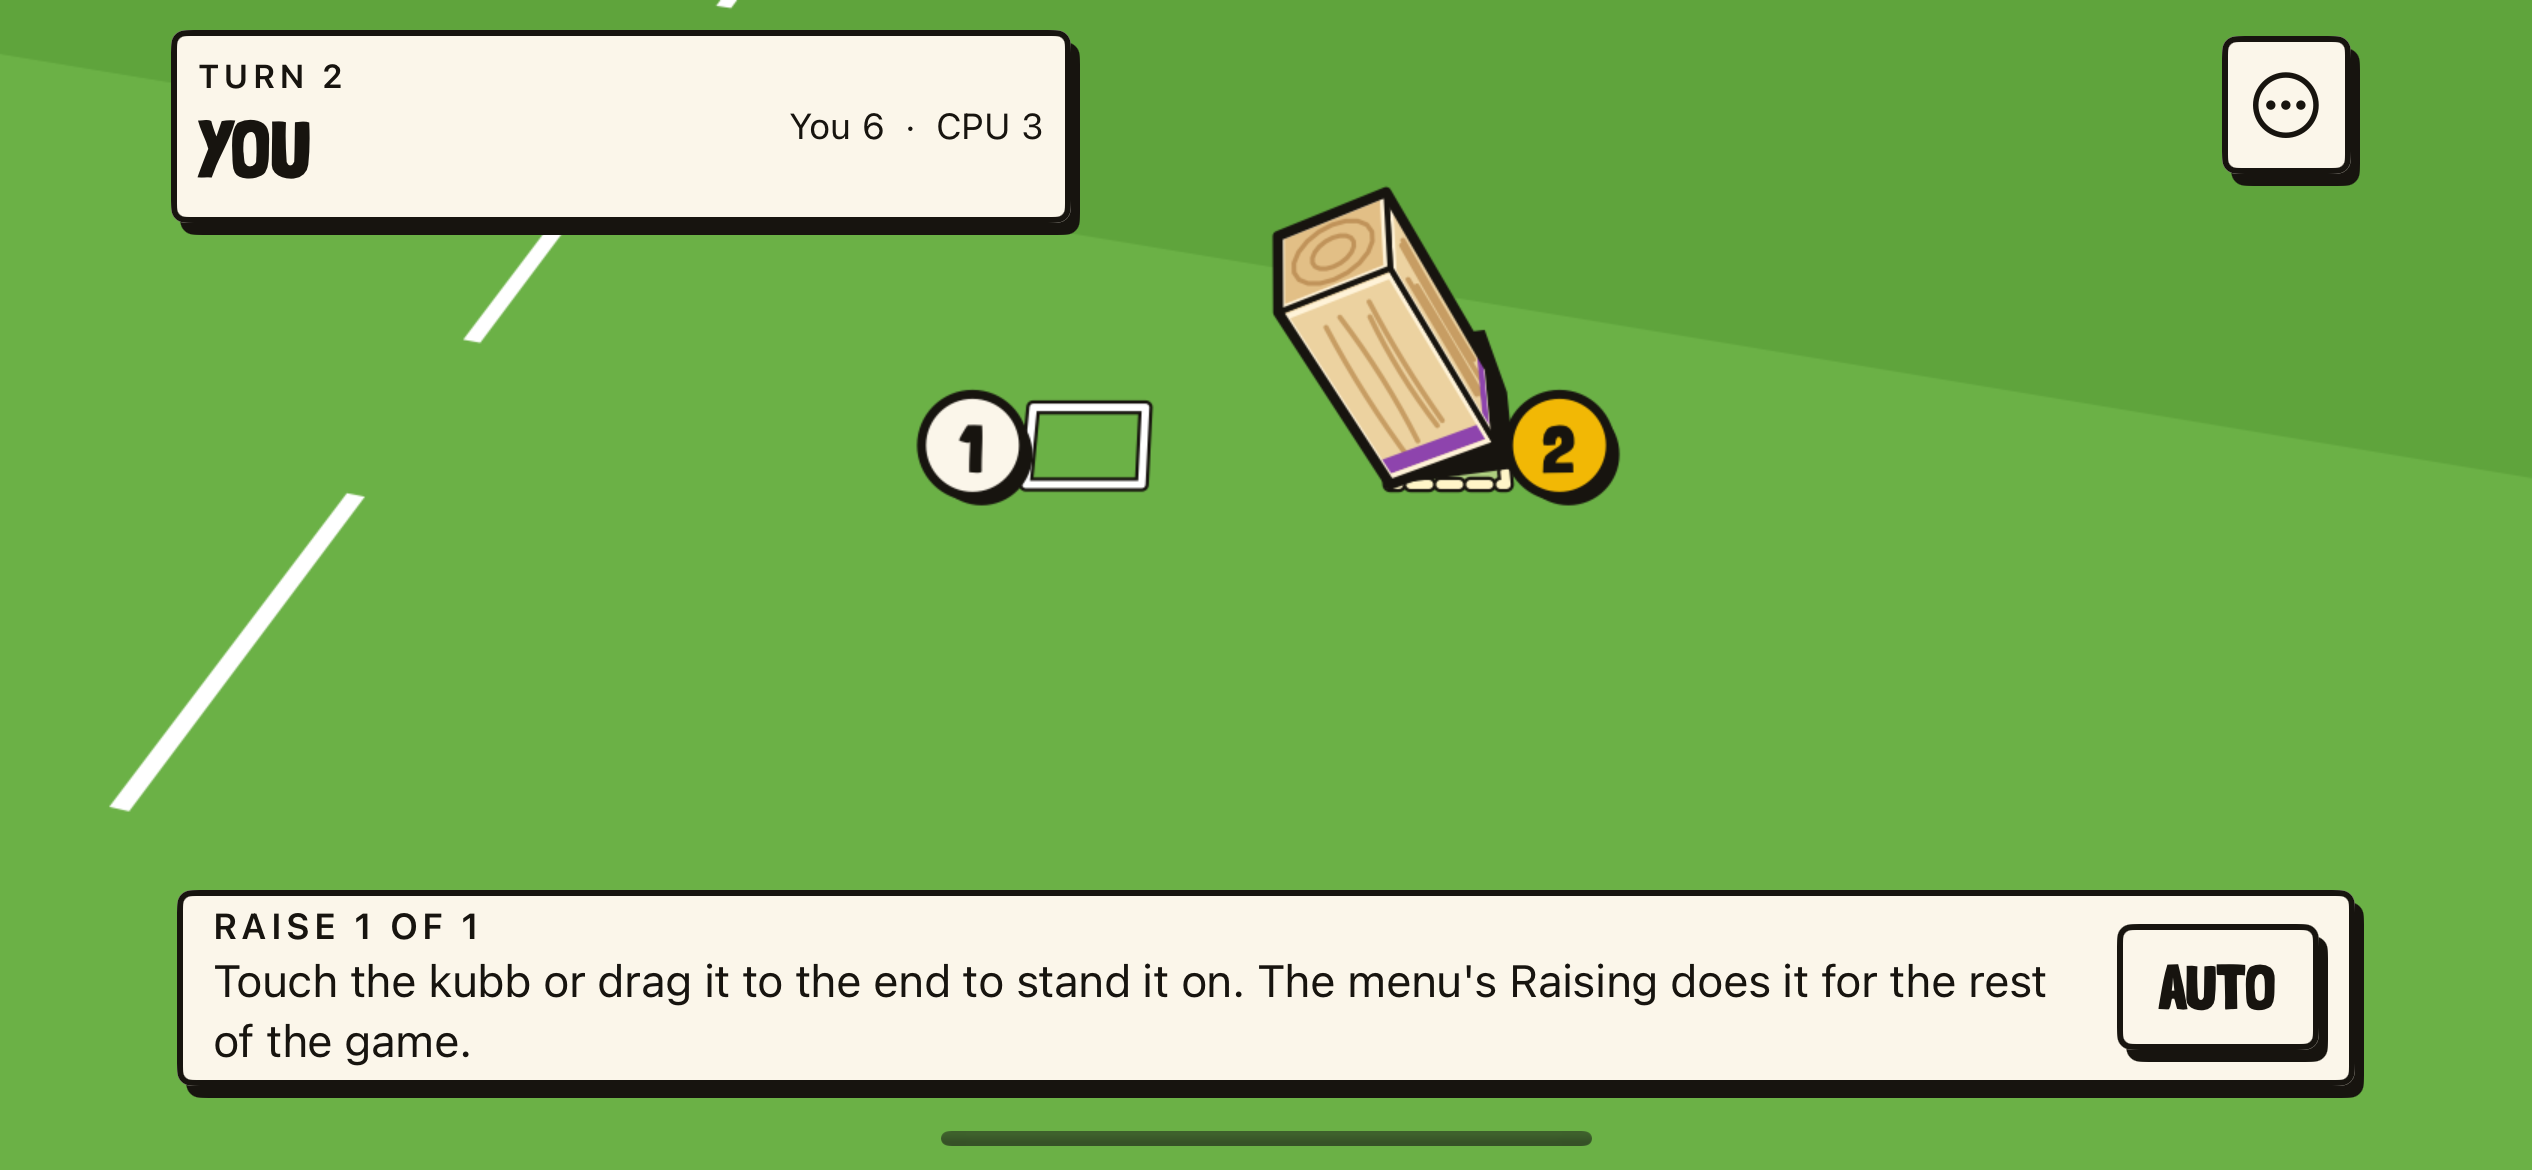 TURN 2
YOU
You 6 · CPU 3
1
2
RAISE 1 OF 1
Touch the kubb or drag it to the end to stand it on. The menu's Raising does it for the rest
of the game.
AUTO